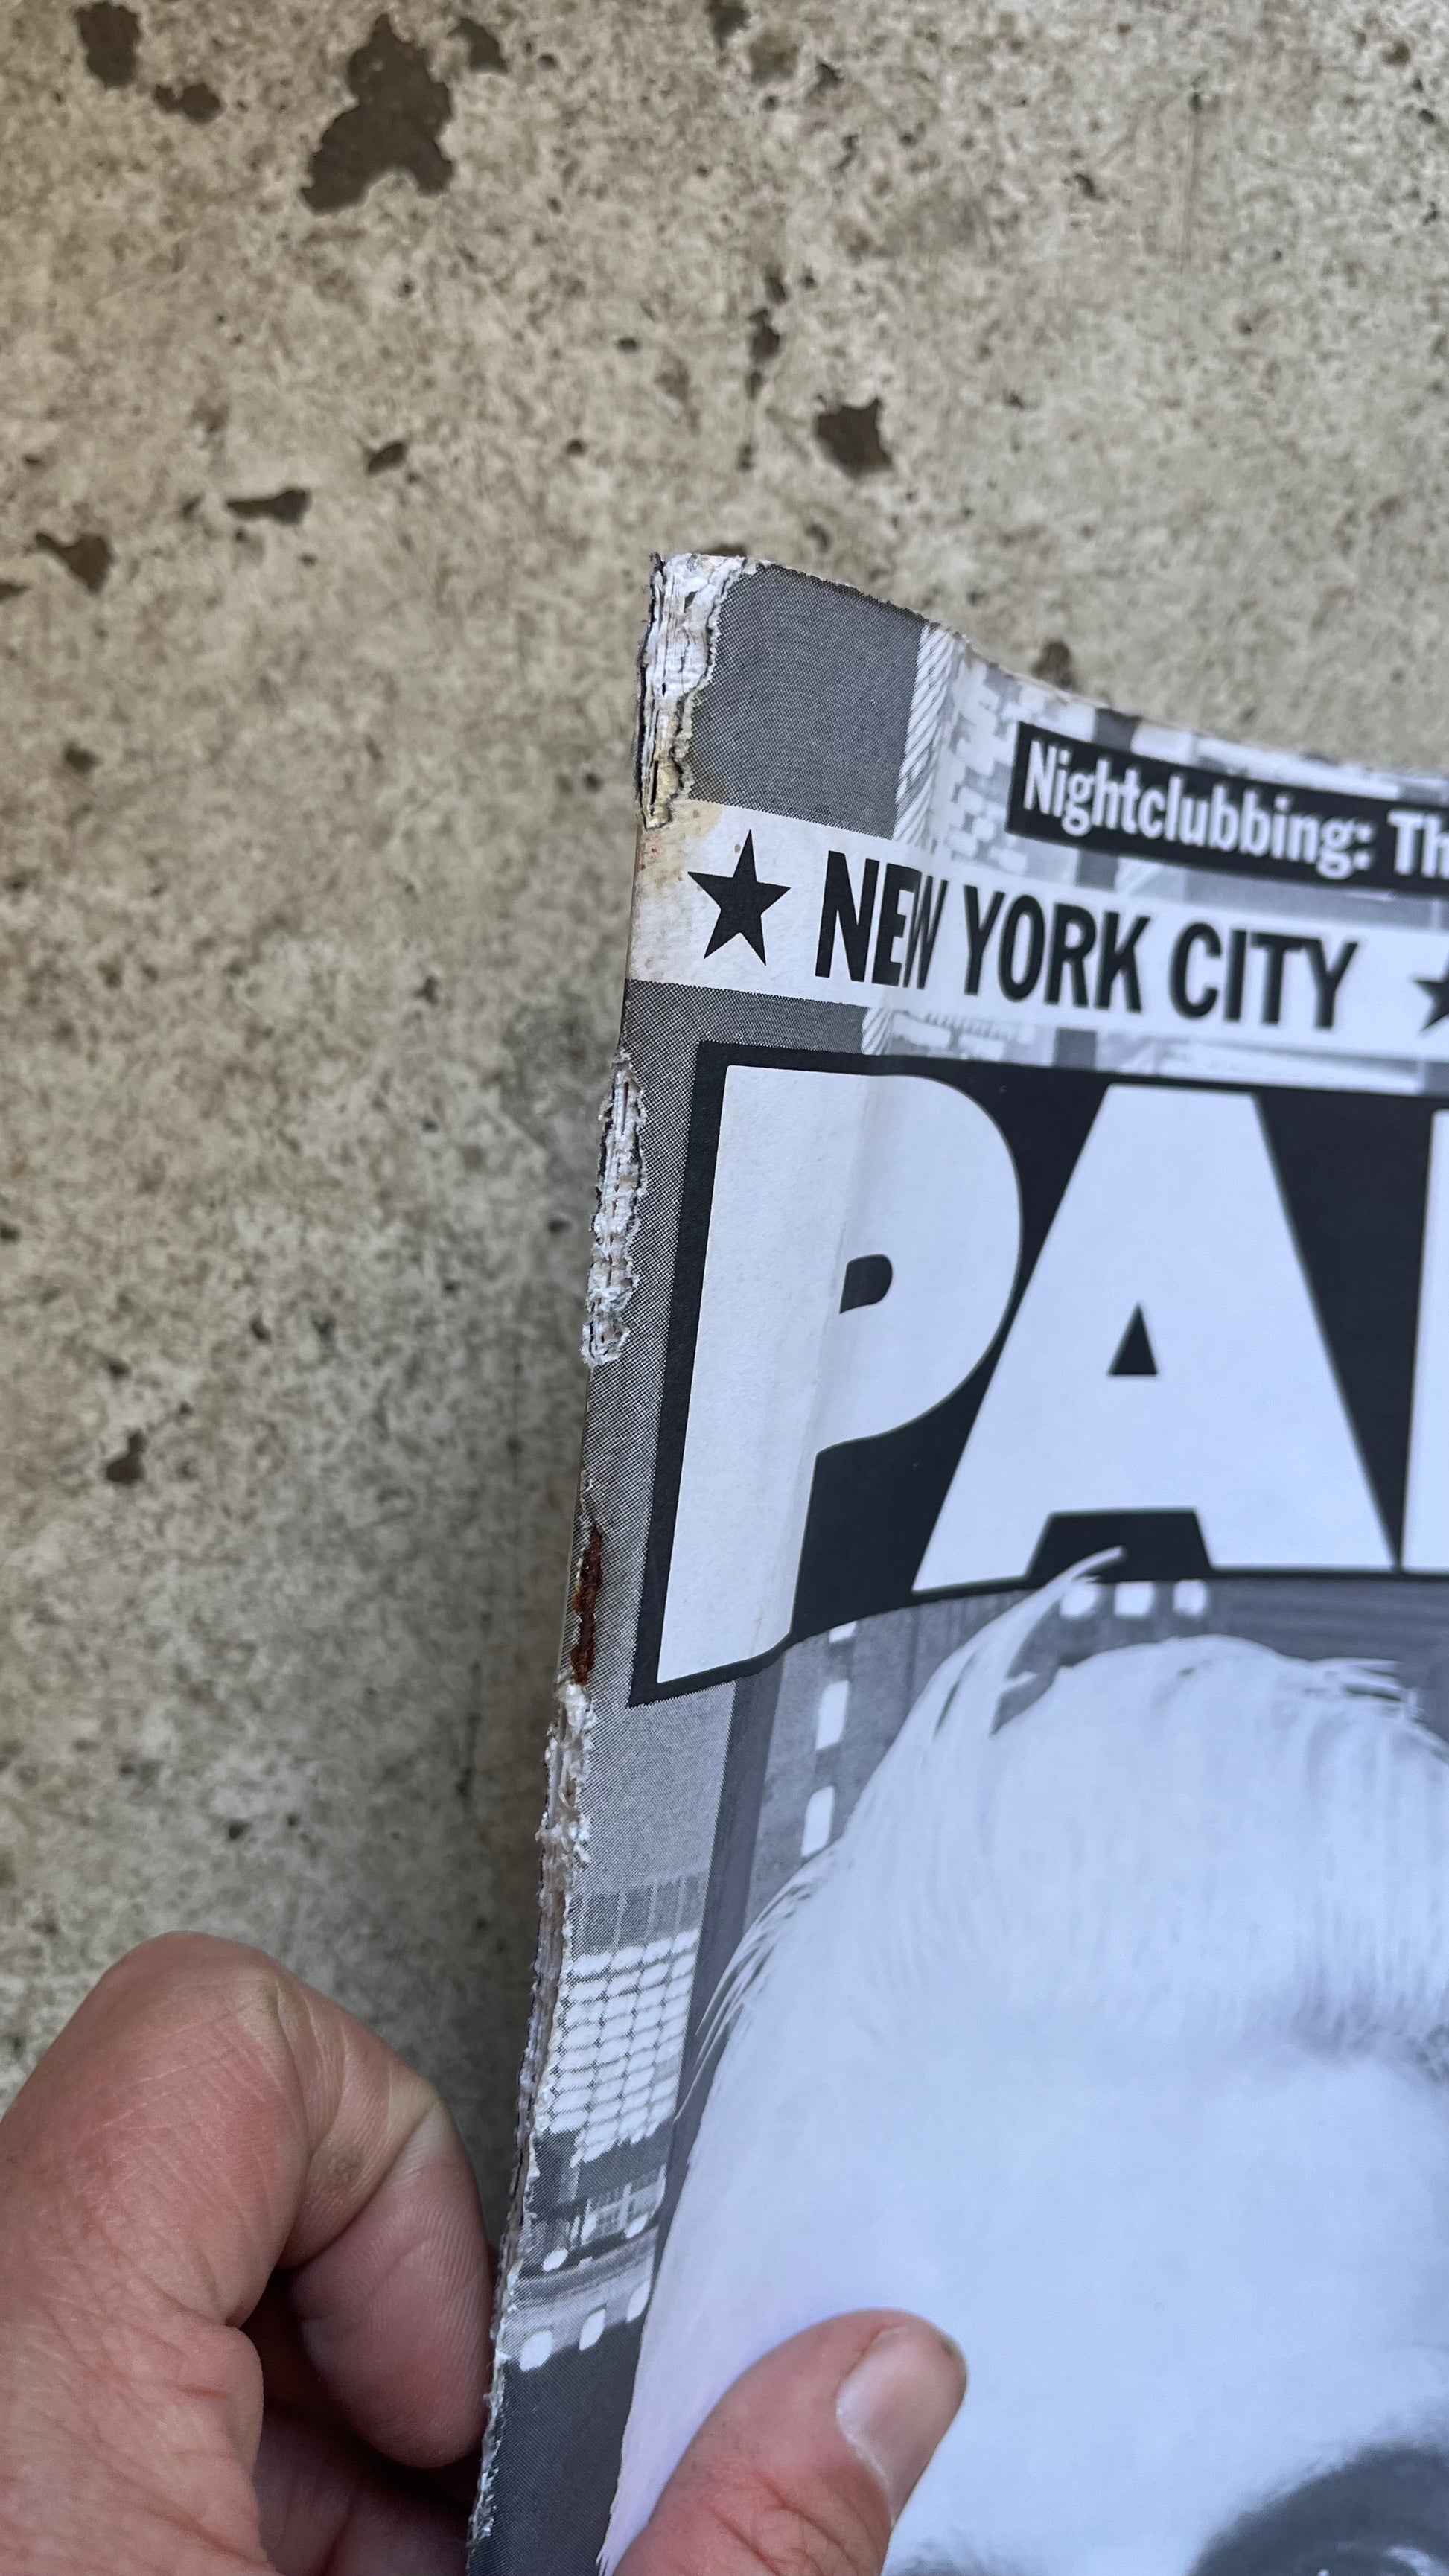 Nightclubbing: Th
★ NEW YORK CITY ★
PA